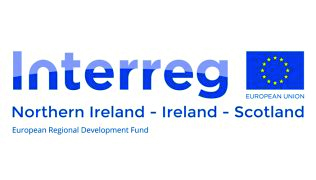 Interreg
EUROPEAN UNION
Northern Ireland - Ireland - Scotland
European Regional Development Fund